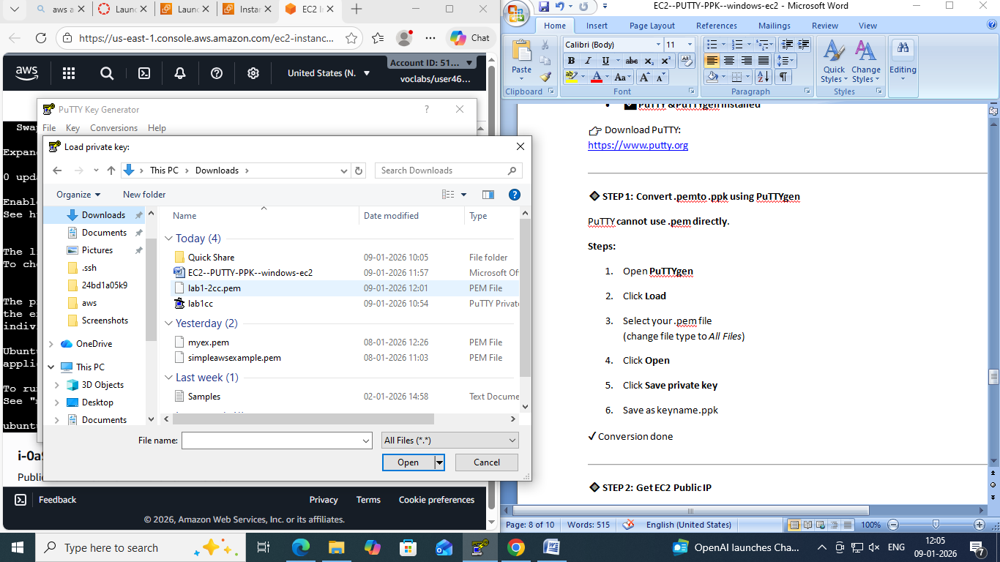 aws a
Laun
Laun
Instar
EC2 I
https://us-east-1.console.aws.amazon.com/ec2-instanc...
Chat
aws
United States (N.
Account ID: 51...
voclabs/user46...
PuTTY Key Generator
File Key Conversions Help
Swap
Expan
0 upda
Enable
See h
The li
To che
The p
the ex
indiv
Ubunt
appli
To run
See "
ubunt
Load private key:
This PC > Downloads >
Search Downloads
Organize
New folder
Downloads
Documents
Pictures
.ssh
24bd1a05k9
aws
Screenshots
OneDrive
This PC
3D Objects
Desktop
Documents
Name Date modified Type
Today (4)
Quick Share 09-01-2026 10:05 File folder
EC2--PUTTY-PPK--windows-ec2 09-01-2026 11:57 Microsoft Of
lab1-2cc.pem 09-01-2026 12:01 PEM File
lab1cc 09-01-2026 10:54 PuTTY Privat
Yesterday (2)
myex.pem 08-01-2026 12:26 PEM File
simpleawsexample.pem 08-01-2026 11:03 PEM File
Last week (1)
Samples 02-01-2026 14:58 Text Docume
File name:
All Files (*.*)
Open
Cancel
i-0a
Publi
Feedback
Privacy Terms Cookie preferences
© 2026, Amazon Web Services, Inc. or its affiliates.
EC2--PUTTY-PPK--windows-ec2 - Microsoft Word
Home Insert Page Layout References Mailings Review View
Calibri (Body) 11
Paste
Quick Styles
Change Styles
Editing
Clipboard Font Paragraph Styles
PuTTY & PuTTYgen installed
Download PuTTY:
https://www.putty.org
STEP 1: Convert .pem to .ppk using PuTTYgen
PuTTY cannot use .pem directly.
Steps:
1. Open PuTTYgen
2. Click Load
3. Select your .pem file
(change file type to All Files)
4. Click Open
5. Click Save private key
6. Save as keyname.ppk
✓ Conversion done
STEP 2: Get EC2 Public IP
Page: 8 of 10 Words: 515 English (United States) 100%
Type here to search
OpenAI launches Cha...
ENG
12:05
09-01-2026
7